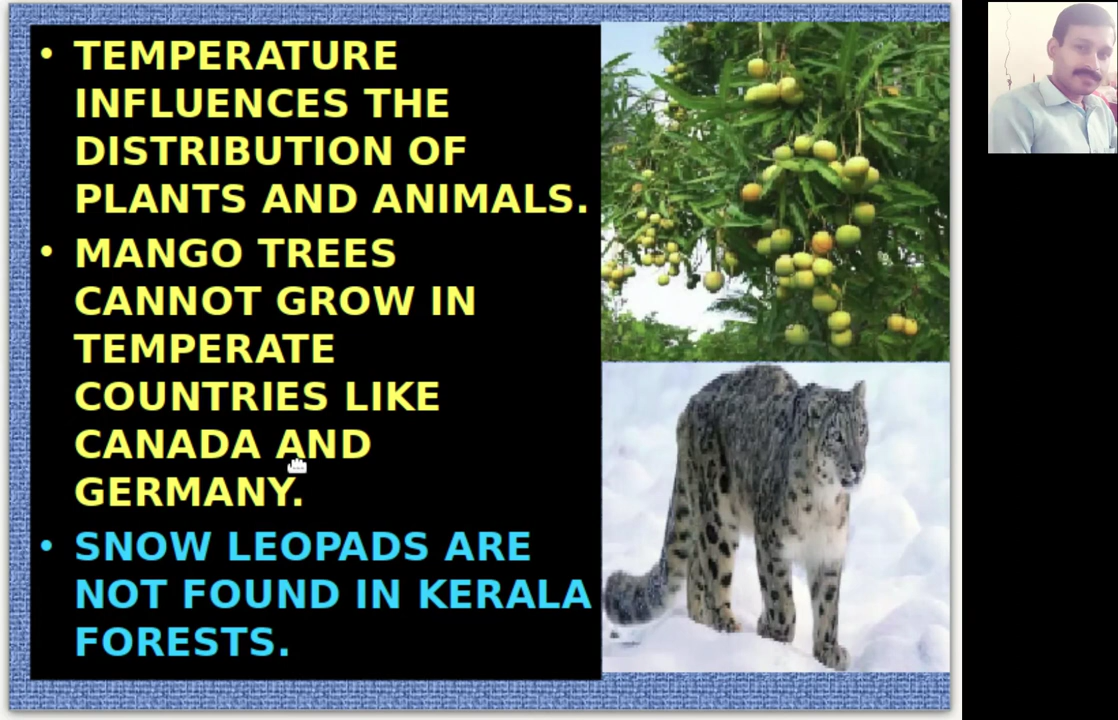 • TEMPERATURE
INFLUENCES THE
DISTRIBUTION OF
PLANTS AND ANIMALS.
• MANGO TREES
CANNOT GROW IN
TEMPERATE
COUNTRIES LIKE
CANADA AND
GERMANY.
• SNOW LEOPADS ARE
NOT FOUND IN KERALA
FORESTS.